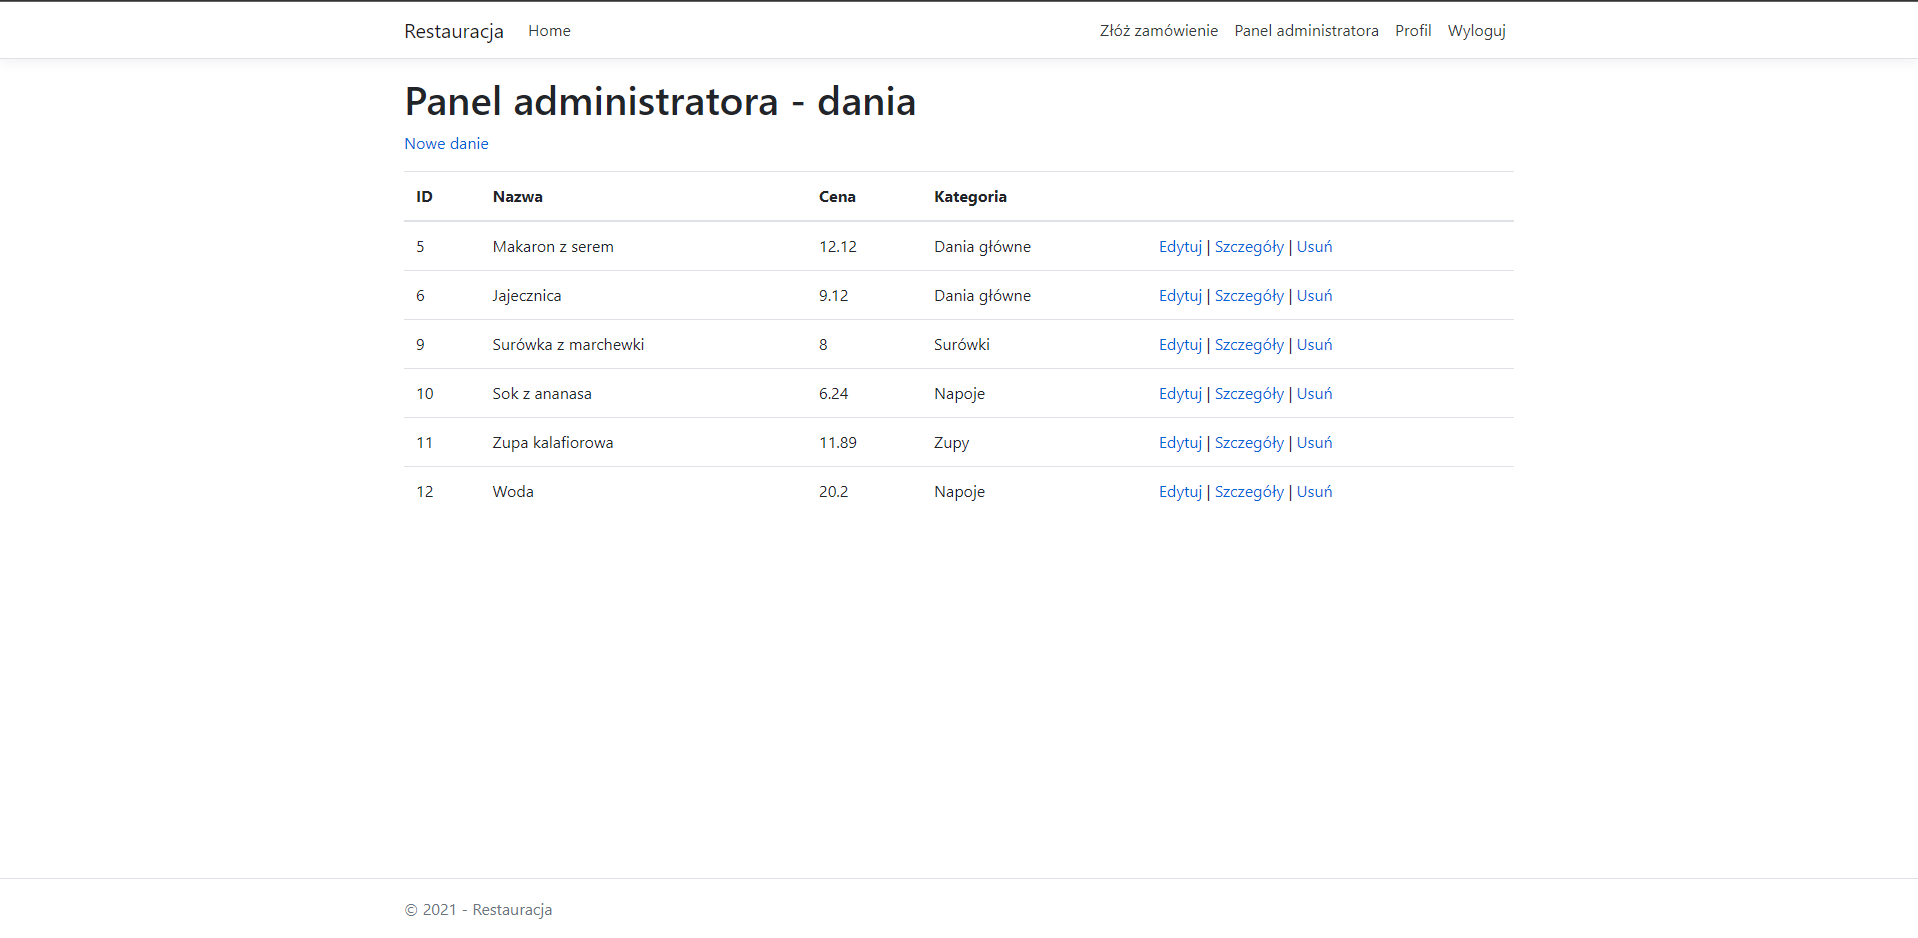 Restauracja Home Złóż zamówienie Panel administratora Profil Wyloguj
Panel administratora - dania
Nowe danie
ID Nazwa Cena Kategoria
5 Makaron z serem 12.12 Dania główne Edytuj | Szczegóły | Usuń
6 Jajecznica 9.12 Dania główne Edytuj | Szczegóły | Usuń
9 Surówka z marchewki 8 Surówki Edytuj | Szczegóły | Usuń
10 Sok z ananasa 6.24 Napoje Edytuj | Szczegóły | Usuń
11 Zupa kalafiorowa 11.89 Zupy Edytuj | Szczegóły | Usuń
12 Woda 20.2 Napoje Edytuj | Szczegóły | Usuń
© 2021 - Restauracja